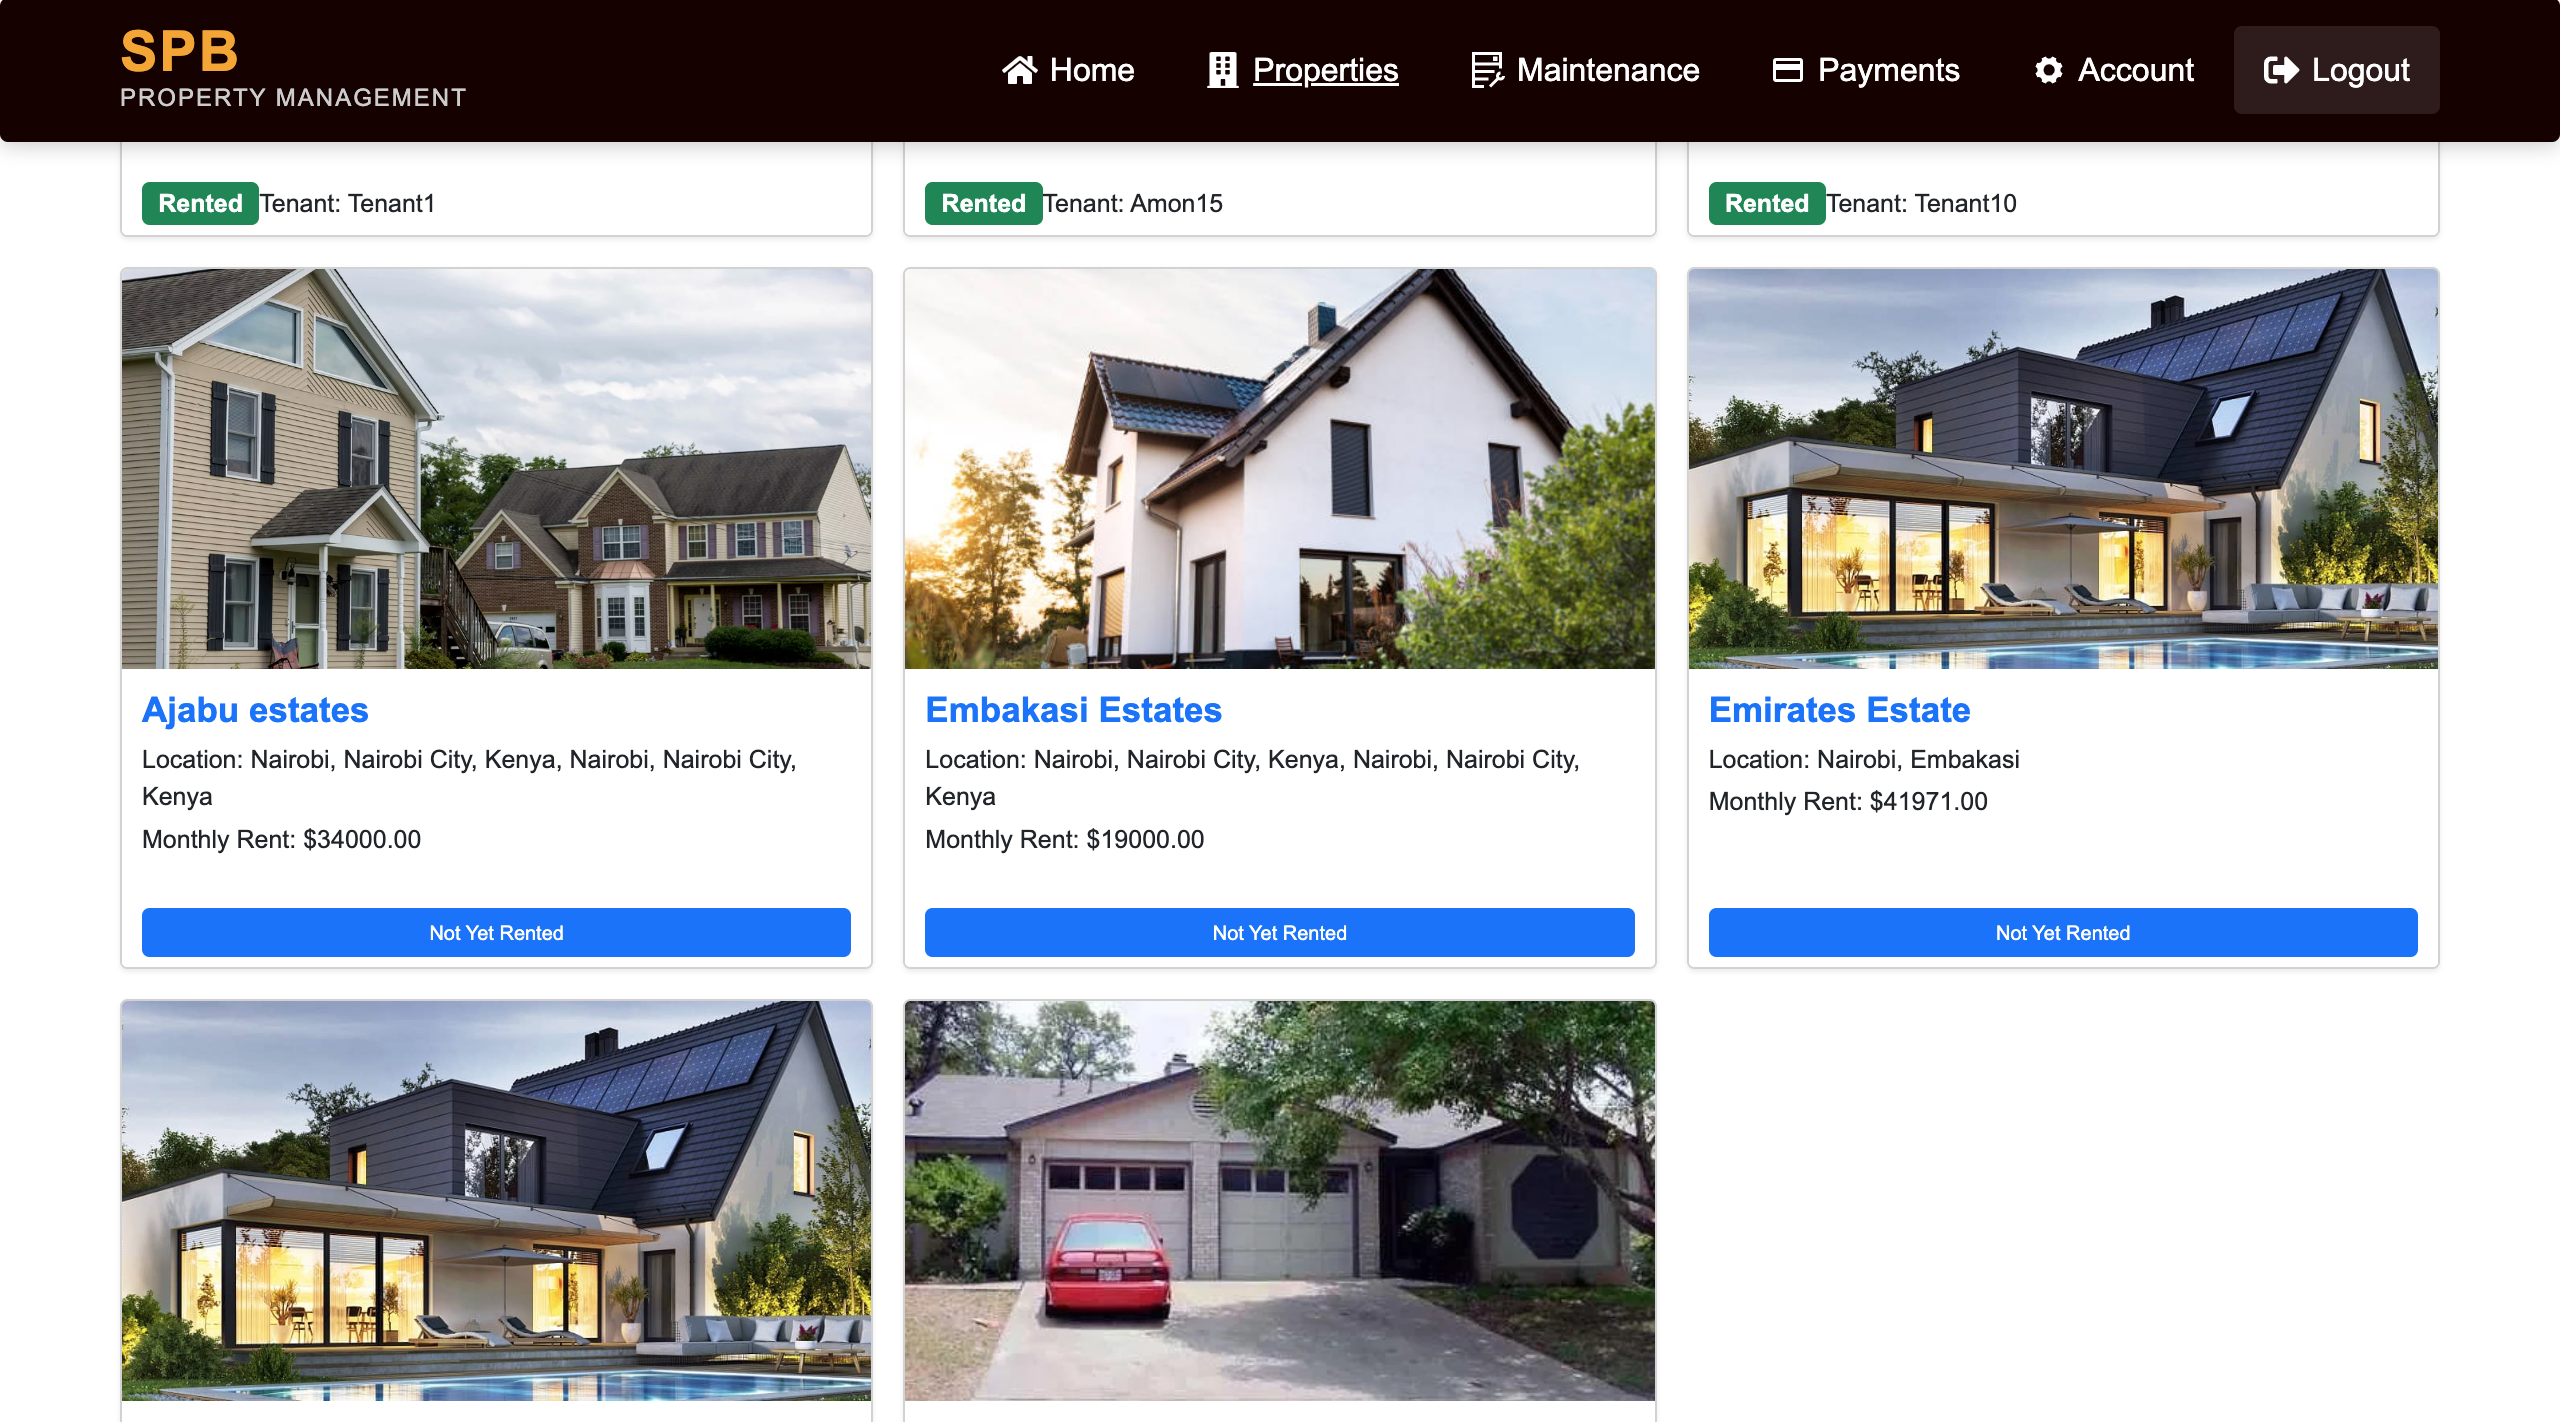 SPB
PROPERTY MANAGEMENT
Home
Properties
Maintenance
Payments
Account
Logout
Rented Tenant: Tenant1
Rented Tenant: Amon15
Rented Tenant: Tenant10
Ajabu estates
Location: Nairobi, Nairobi City, Kenya, Nairobi, Nairobi City,
Kenya
Monthly Rent: $34000.00
Not Yet Rented
Embakasi Estates
Location: Nairobi, Nairobi City, Kenya, Nairobi, Nairobi City,
Kenya
Monthly Rent: $19000.00
Not Yet Rented
Emirates Estate
Location: Nairobi, Embakasi
Monthly Rent: $41971.00
Not Yet Rented